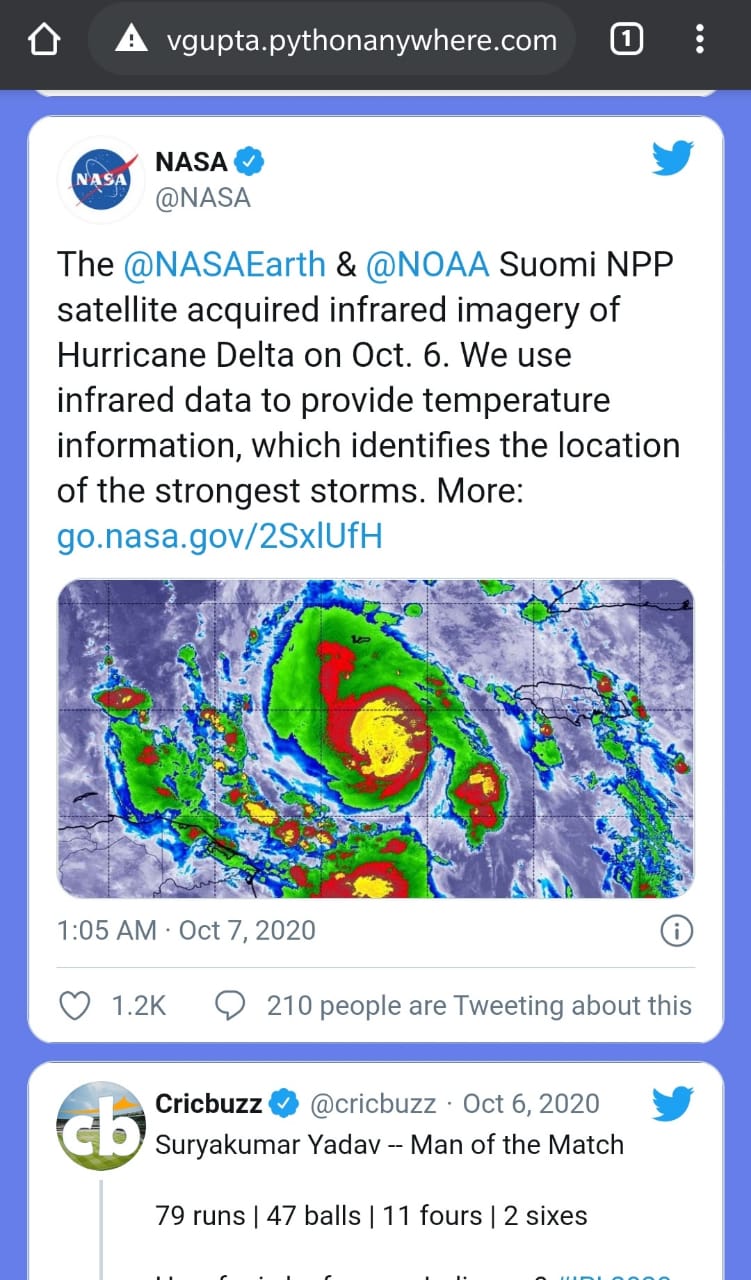 vgupta.pythonanywhere.com
1
NASA
NASA
@NASA
The @NASAEarth & @NOAA Suomi NPP
satellite acquired infrared imagery of
Hurricane Delta on Oct. 6. We use
infrared data to provide temperature
information, which identifies the location
of the strongest storms. More:
go.nasa.gov/2SxlUfH
1:05 AM · Oct 7, 2020
1.2K
210 people are Tweeting about this
cb
Cricbuzz @cricbuzz · Oct 6, 2020
Suryakumar Yadav -- Man of the Match
79 runs | 47 balls | 11 fours | 2 sixes